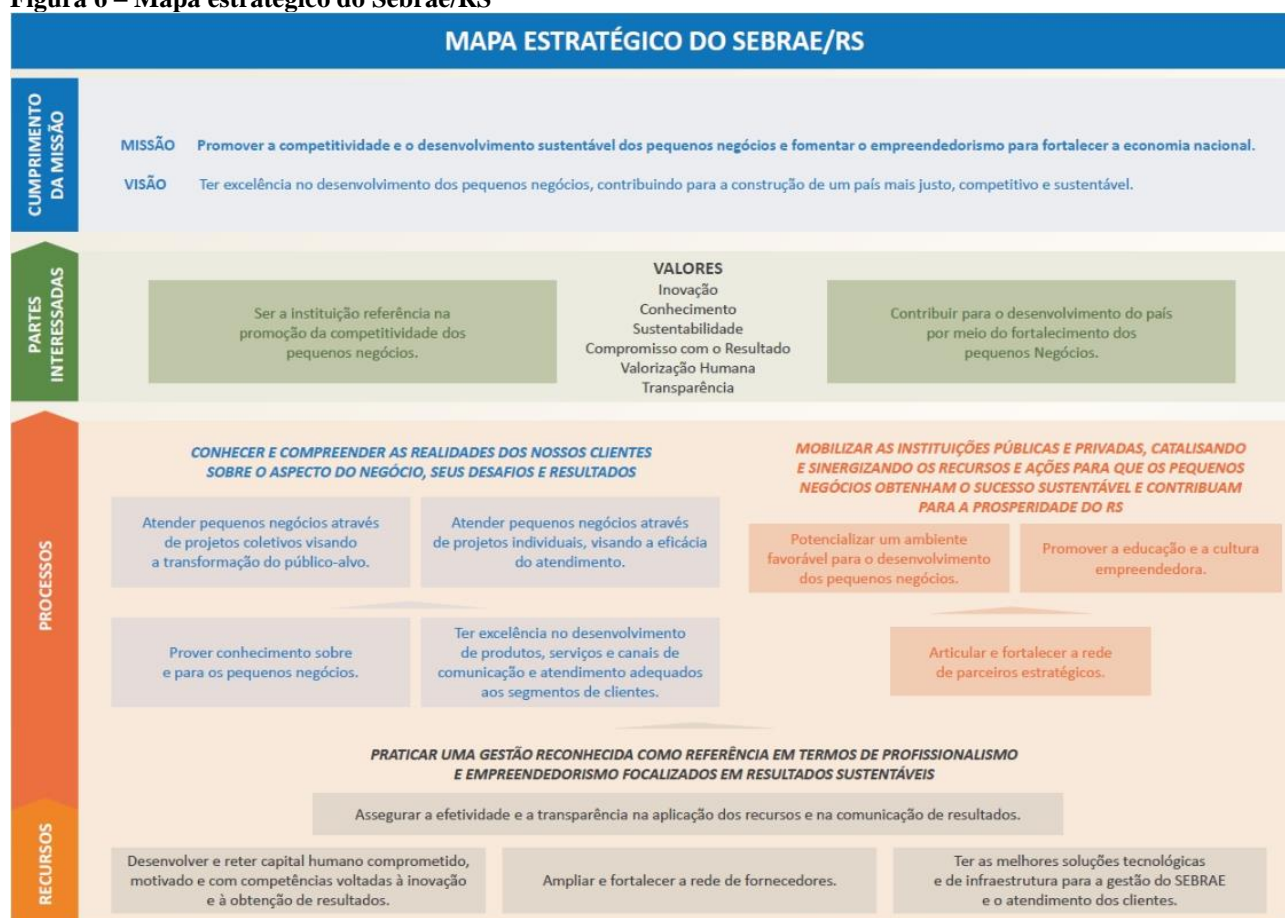 Figura 6 – Mapa estratégico do Sebrae/RS
MAPA ESTRATÉGICO DO SEBRAE/RS
CUMPRIMENTO
DA MISSÃO
MISSÃO Promover a competitividade e o desenvolvimento sustentável dos pequenos negócios e fomentar o empreendedorismo para fortalecer a economia nacional.
VISÃO Ter excelência no desenvolvimento dos pequenos negócios, contribuindo para a construção de um país mais justo, competitivo e sustentável.
PARTES
INTERESSADAS
Ser a instituição referência na
promoção da competitividade dos
pequenos negócios.
VALORES
Inovação
Conhecimento
Sustentabilidade
Compromisso com o Resultado
Valorização Humana
Transparência
Contribuir para o desenvolvimento do país
por meio do fortalecimento dos
pequenos Negócios.
PROCESSOS
CONHECER E COMPREENDER AS REALIDADES DOS NOSSOS CLIENTES
SOBRE O ASPECTO DO NEGÓCIO, SEUS DESAFIOS E RESULTADOS
Atender pequenos negócios através
de projetos coletivos visando
a transformação do público-alvo.
Atender pequenos negócios através
de projetos individuais, visando a eficácia
do atendimento.
Prover conhecimento sobre
e para os pequenos negócios.
Ter excelência no desenvolvimento
de produtos, serviços e canais de
comunicação e atendimento adequados
aos segmentos de clientes.
MOBILIZAR AS INSTITUIÇÕES PÚBLICAS E PRIVADAS, CATALISANDO
E SINERGIZANDO OS RECURSOS E AÇÕES PARA QUE OS PEQUENOS
NEGÓCIOS OBTENHAM O SUCESSO SUSTENTÁVEL E CONTRIBUAM
PARA A PROSPERIDADE DO RS
Potencializar um ambiente
favorável para o desenvolvimento
dos pequenos negócios.
Promover a educação e a cultura
empreendedora.
Articular e fortalecer a rede
de parceiros estratégicos.
PRATICAR UMA GESTÃO RECONHECIDA COMO REFERÊNCIA EM TERMOS DE PROFISSIONALISMO
E EMPREENDEDORISMO FOCALIZADOS EM RESULTADOS SUSTENTÁVEIS
Assegurar a efetividade e a transparência na aplicação dos recursos e na comunicação de resultados.
RECURSOS
Desenvolver e reter capital humano comprometido,
motivado e com competências voltadas à inovação
e à obtenção de resultados.
Ampliar e fortalecer a rede de fornecedores.
Ter as melhores soluções tecnológicas
e de infraestrutura para a gestão do SEBRAE
e o atendimento dos clientes.